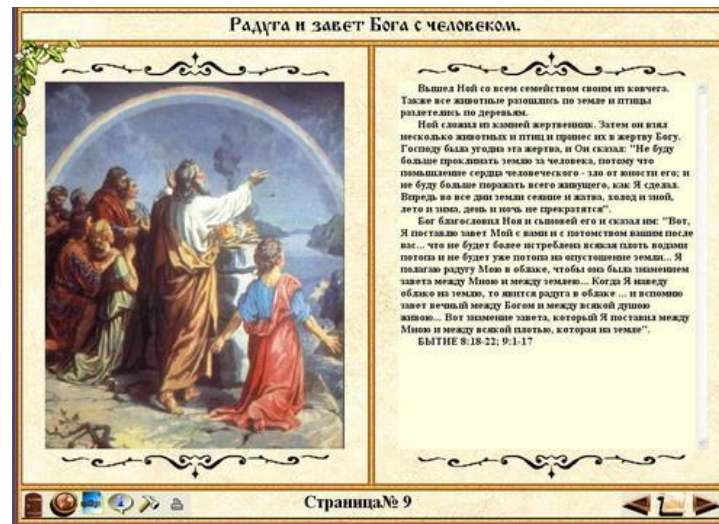 Радуга и завет Бога с человеком.
Вышел Ной со всем семейством своим из ковчега.
Также все животные разошлись по земле и птицы
разлетелись по деревьям.
Ной сложил из камней жертвенник. Затем он взял
несколько животных и птиц и принес их в жертву Богу.
Господу была угодна эта жертва, и Он сказал: "Не буду
больше проклинать землю за человека, потому что
помышление сердца человеческого - зло от юности его; и
не буду больше поражать всего живущего, как Я сделал.
Впредь во все дни земли сеяние и жатва, холод и зной,
лето и зима, день и ночь не прекратятся".
Бог благословил Ноя и сыновей его и сказал им: "Вот,
Я поставлю завет Мой с вами и с потомством вашим после
вас... что не будет более истреблена всякая плоть водами
потопа и не будет уже потопа на опустошение земли... Я
полагаю радугу Мою в облаке, чтобы она была знамением
завета между Мною и между землею... Когда Я наведу
облако на землю, то явится радуга в облаке ... и вспомню
завет вечный между Богом и между всякой душою
живою... Вот знамение завета, который Я поставил между
Мною и между всякой плотью, которая на земле".
БЫТИЕ 8:18-22; 9:1-17
Страница№ 9